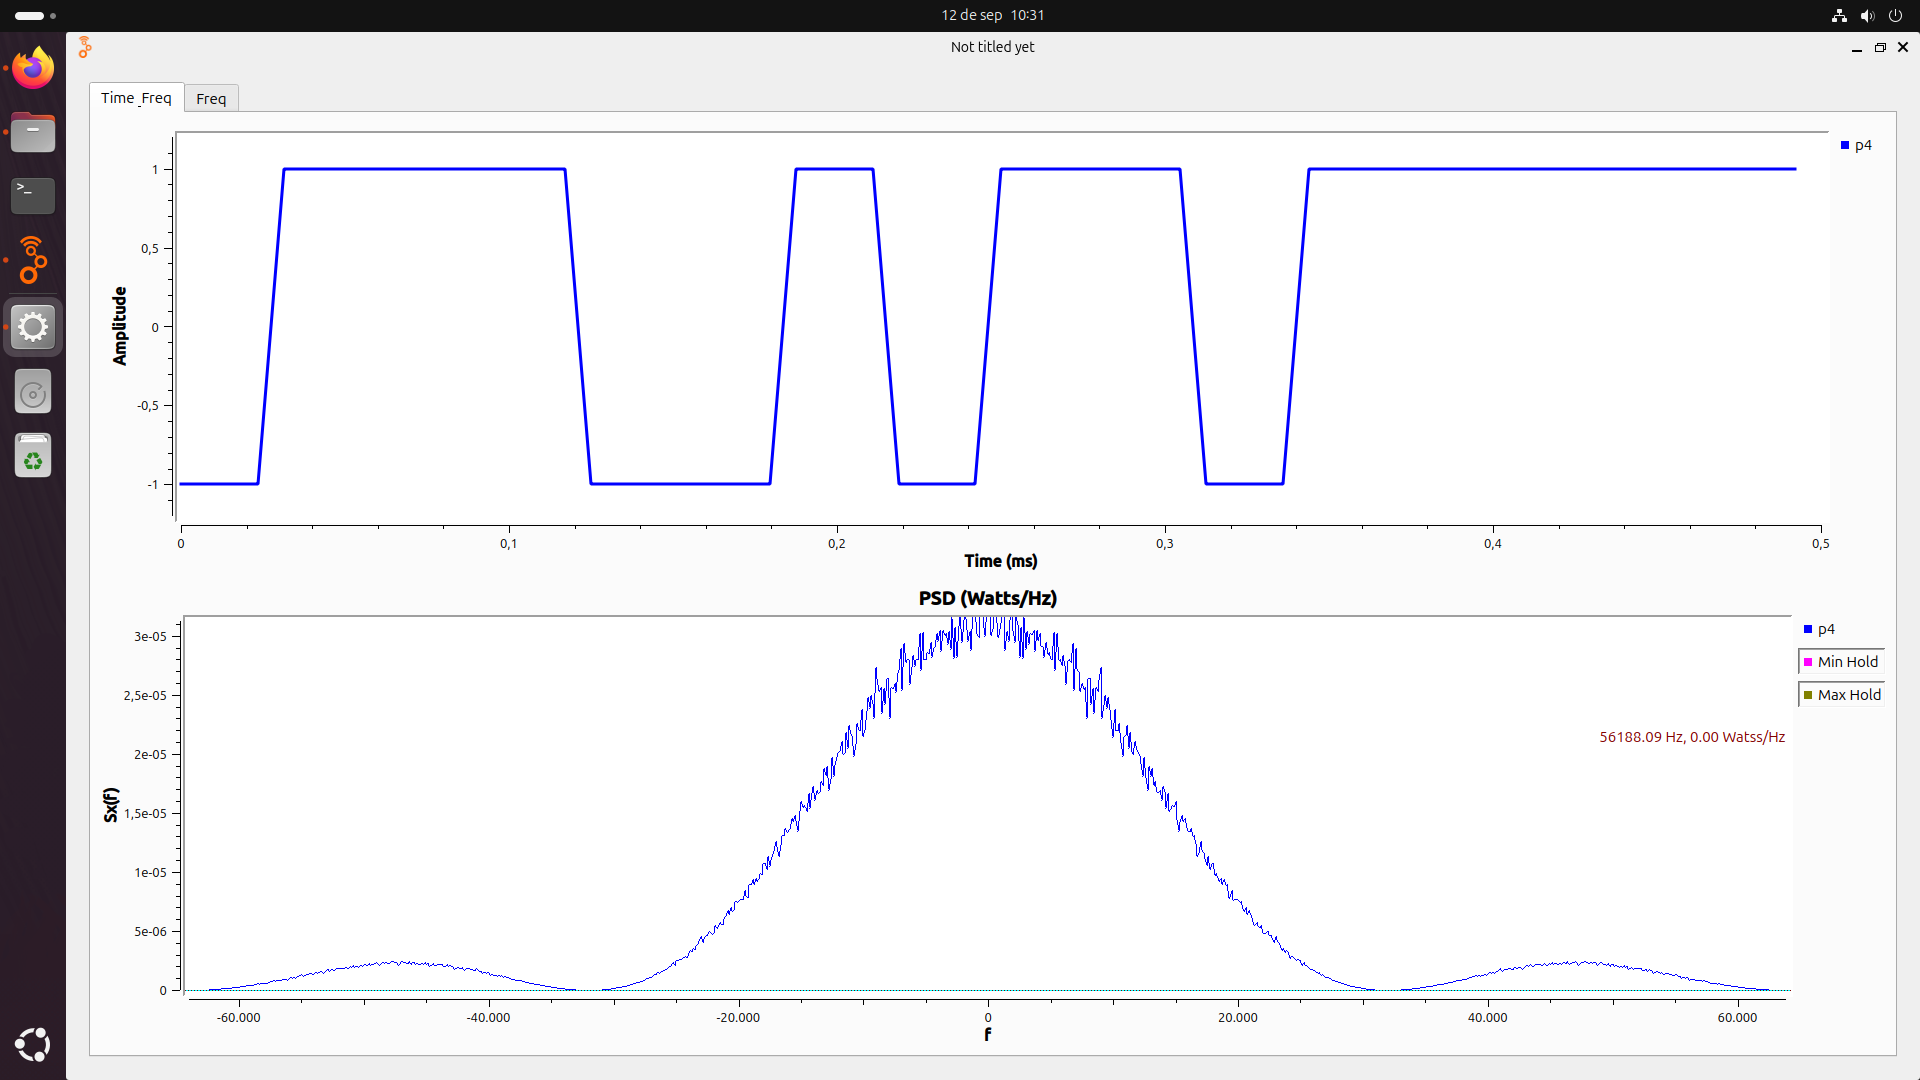 12 de sep 10:31
Not titled yet
Time_Freq
Freq
p4
1
0,5
0
-0,5
-1
Amplitude
0 0,1 0,2 0,3 0,4 0,5
Time (ms)
PSD (Watts/Hz)
p4
Min Hold
Max Hold
56188.09 Hz, 0.00 Watss/Hz
3e-05
2,5e-05
2e-05
1,5e-05
1e-05
5e-06
0
Sx(f)
-60.000 -40.000 -20.000 0 20.000 40.000 60.000
f